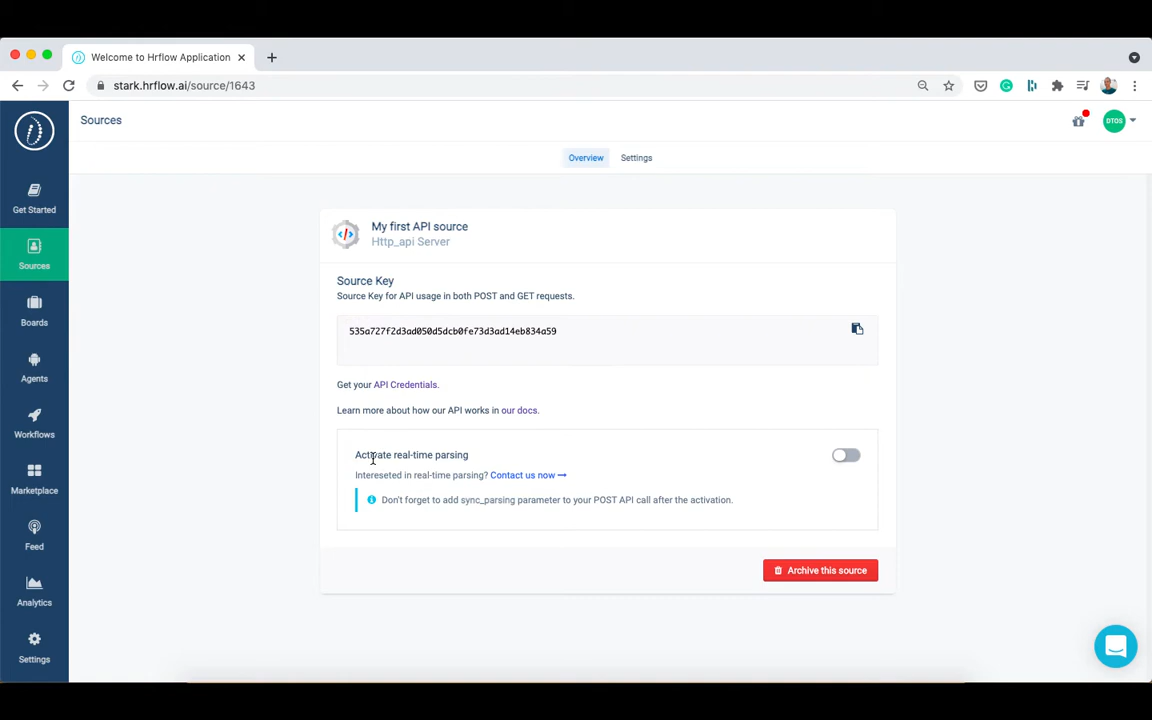 Welcome to Hrflow Application
stark.hrflow.ai/source/1643
Sources
DTOS
Overview
Settings
Get Started
Sources
Boards
Agents
Workflows
Marketplace
Feed
Analytics
Settings
My first API source
Http_api Server
Source Key
Source Key for API usage in both POST and GET requests.
535a727f2d3ad050d5dcb0fe73d3ad14eb834a59
Get your API Credentials.
Learn more about how our API works in our docs.
Activate real-time parsing
Intereseted in real-time parsing? Contact us now →
Don't forget to add sync_parsing parameter to your POST API call after the activation.
Archive this source